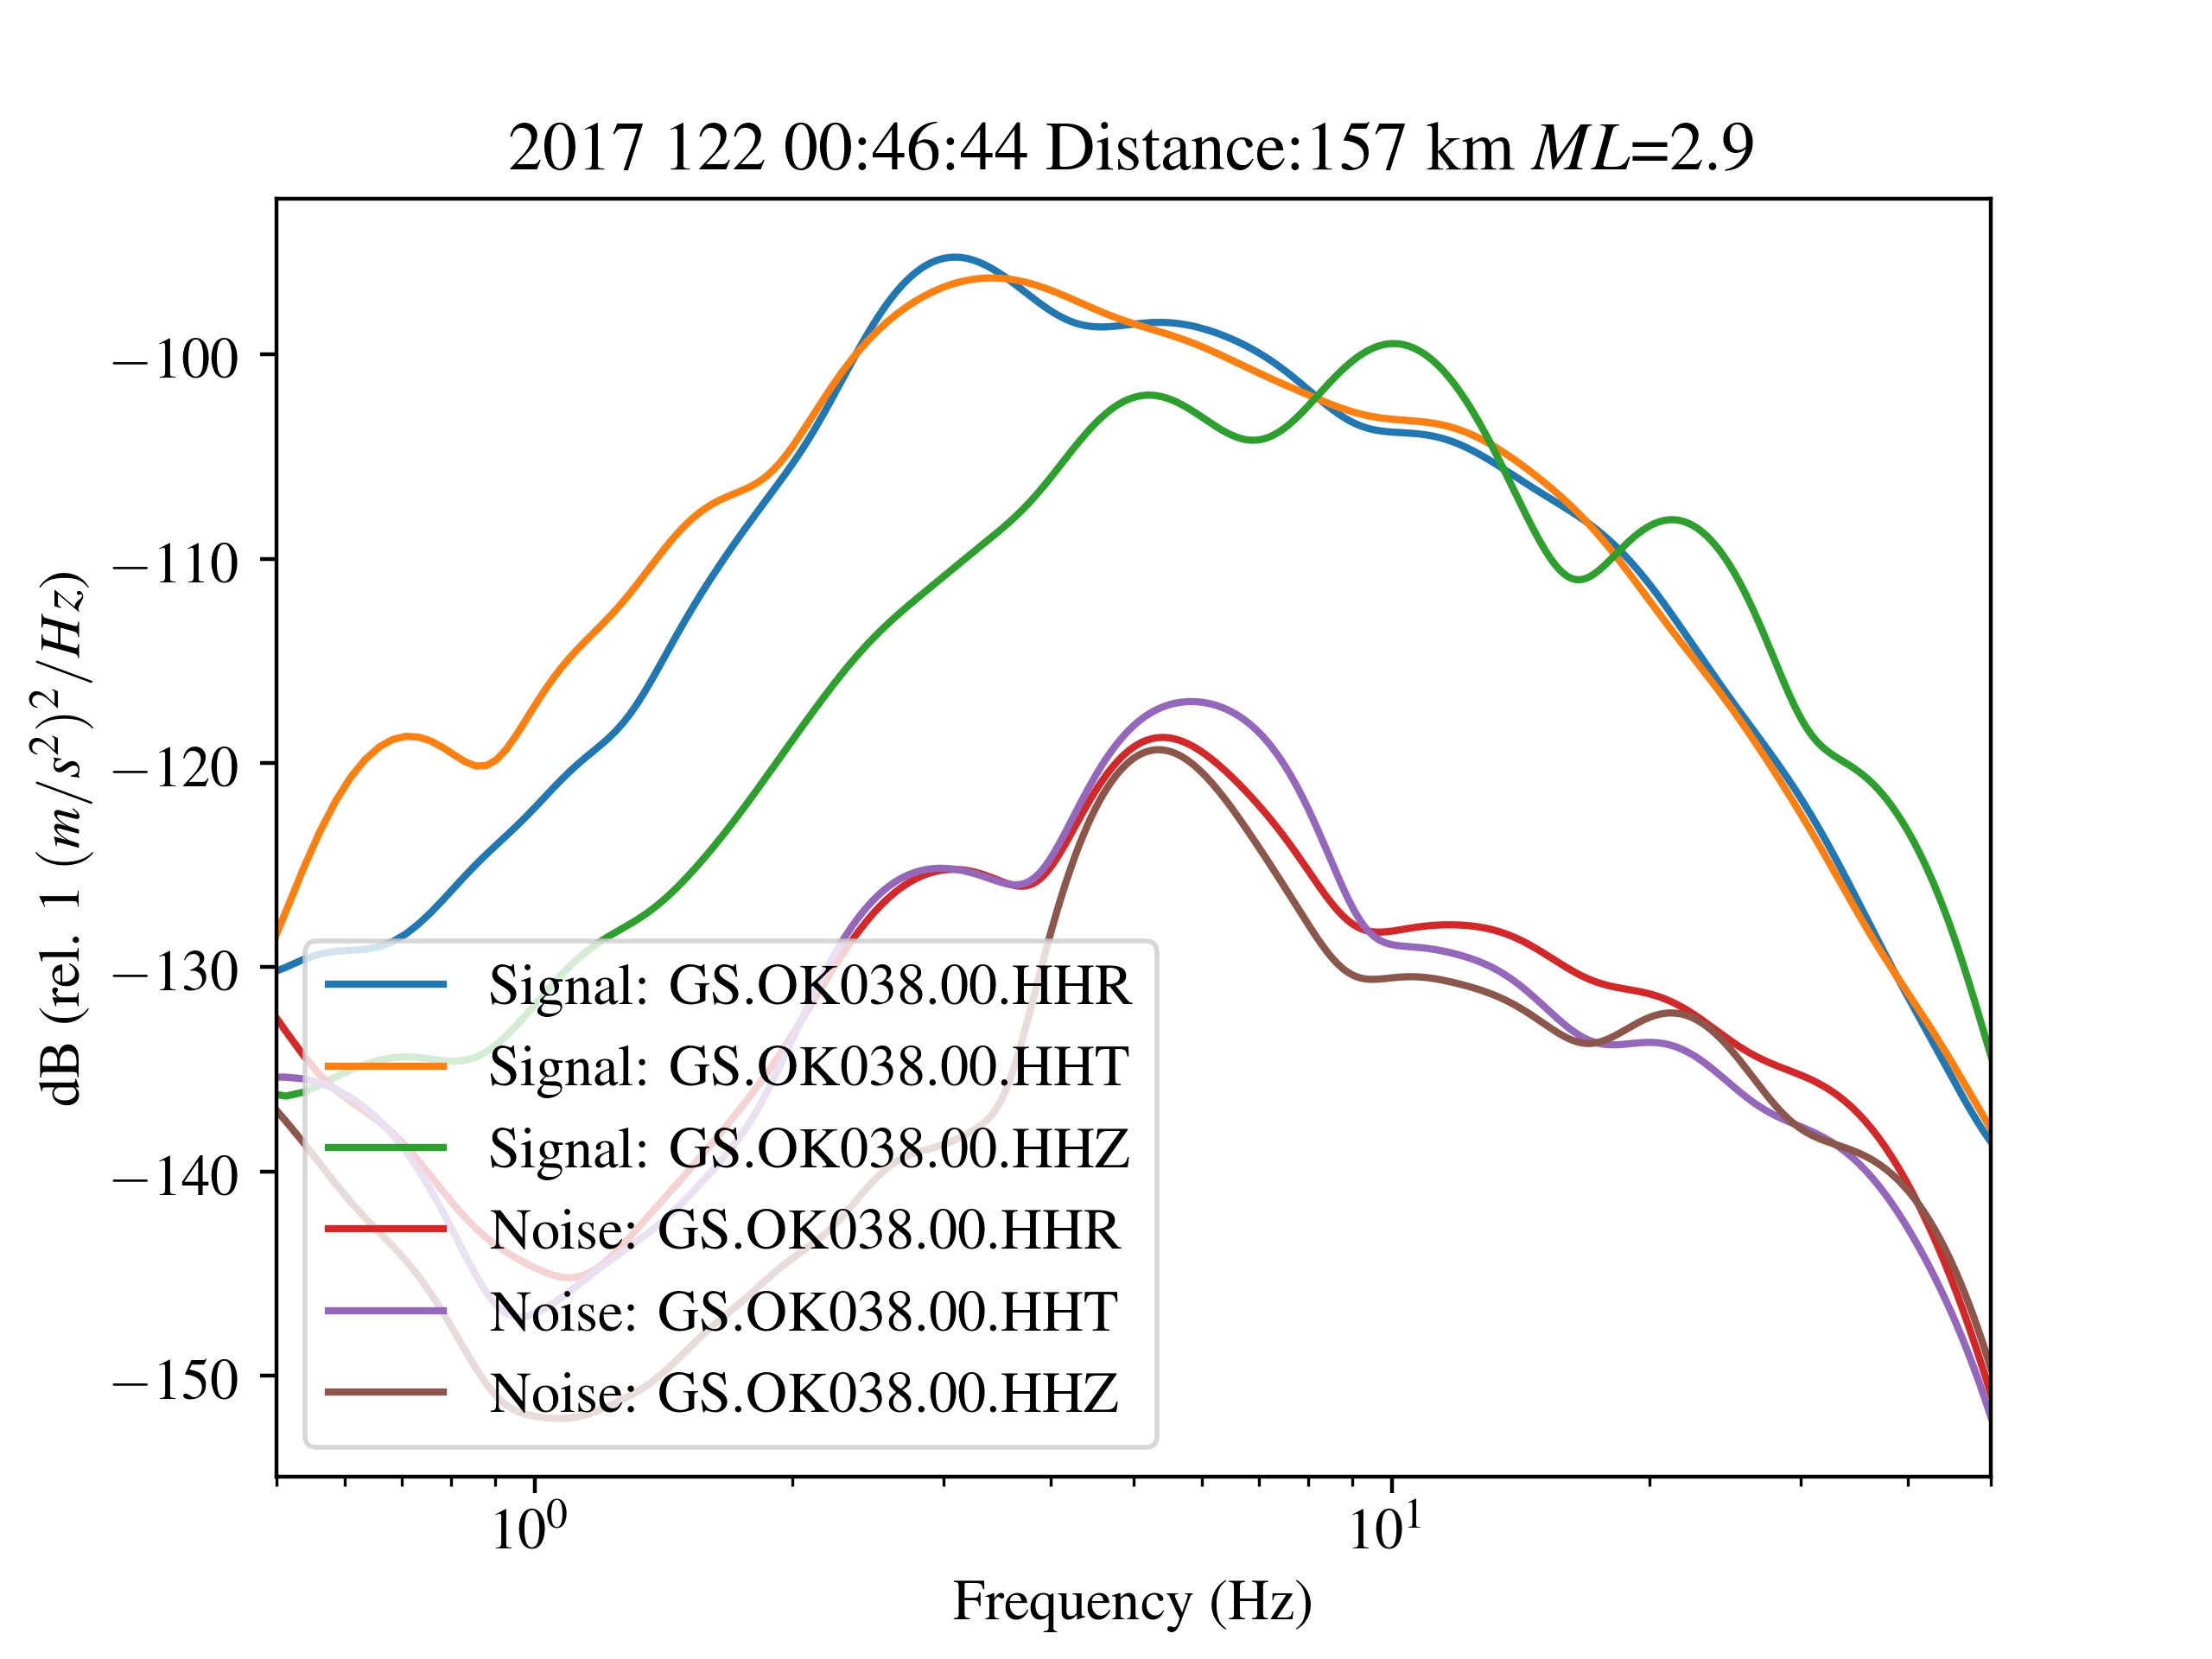 2017 122 00:46:44 Distance:157 km ML=2.9
dB (rel. 1 (m/s²)²/Hz)
−100
−110
−120
−130
−140
−150
Signal: GS.OK038.00.HHR
Signal: GS.OK038.00.HHT
Signal: GS.OK038.00.HHZ
Noise: GS.OK038.00.HHR
Noise: GS.OK038.00.HHT
Noise: GS.OK038.00.HHZ
10⁰ 10¹
Frequency (Hz)